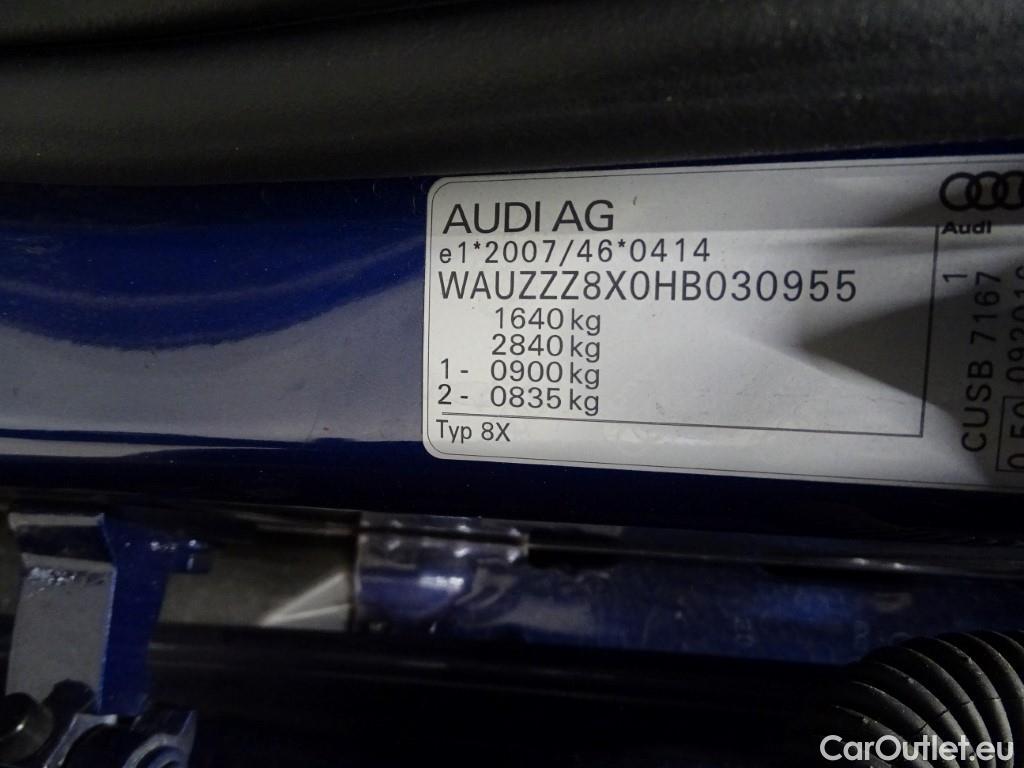 AUDI AG
e1*2007/46*0414
WAUZZZ8X0HB030955
1640 kg
2840 kg
1 - 0900 kg
2 - 0835 kg
Typ 8X
Audi
1
CUSB 7167
CarOutlet.eu